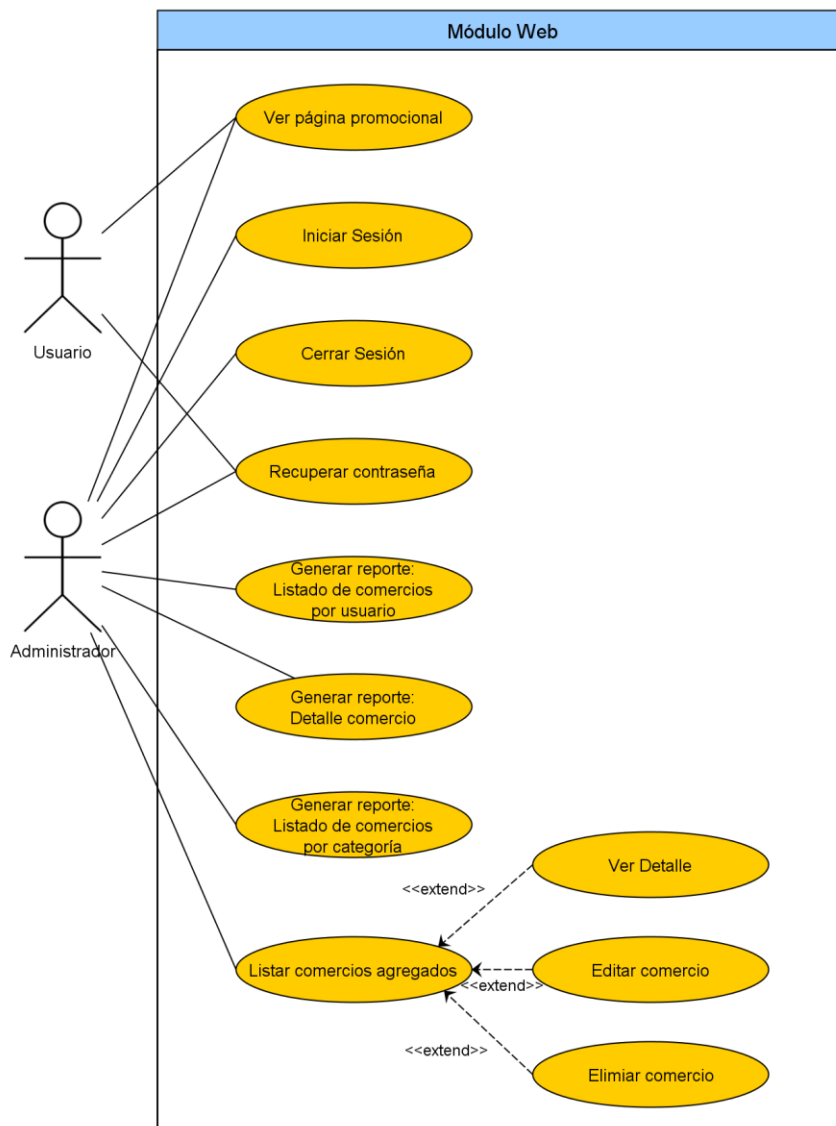 Módulo Web
Ver página promocional
Iniciar Sesión
Usuario
Cerrar Sesión
Recuperar contraseña
Generar reporte:
Listado de comercios
por usuario
Administrador
Generar reporte:
Detalle comercio
Generar reporte:
Listado de comercios
por categoría
Ver Detalle
<<extend>>
Listar comercios agregados
Editar comercio
<<extend>>
<<extend>>
Elimiar comercio